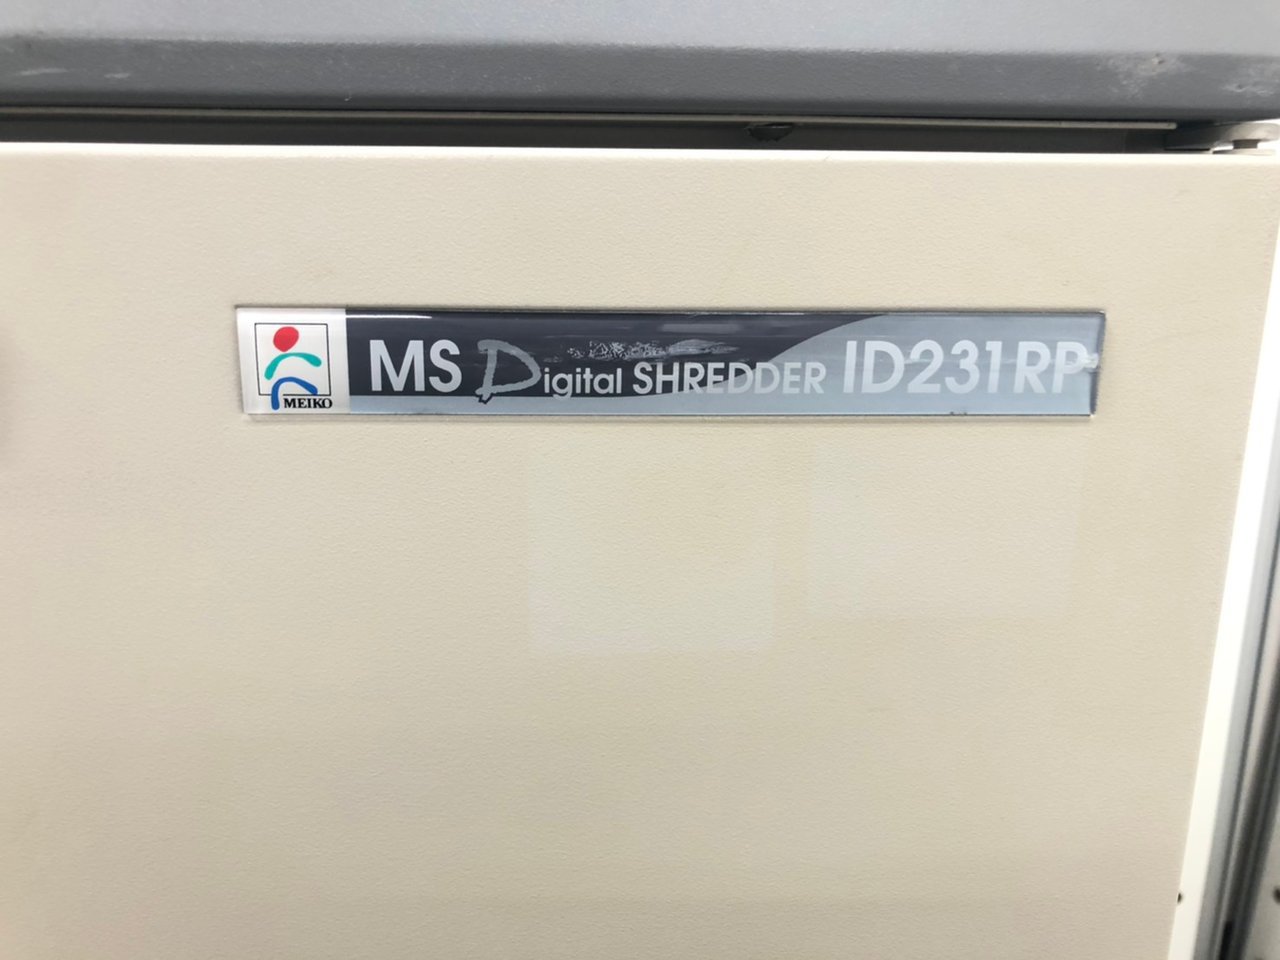 MEIKO
MS Digital SHREDDER ID231RP